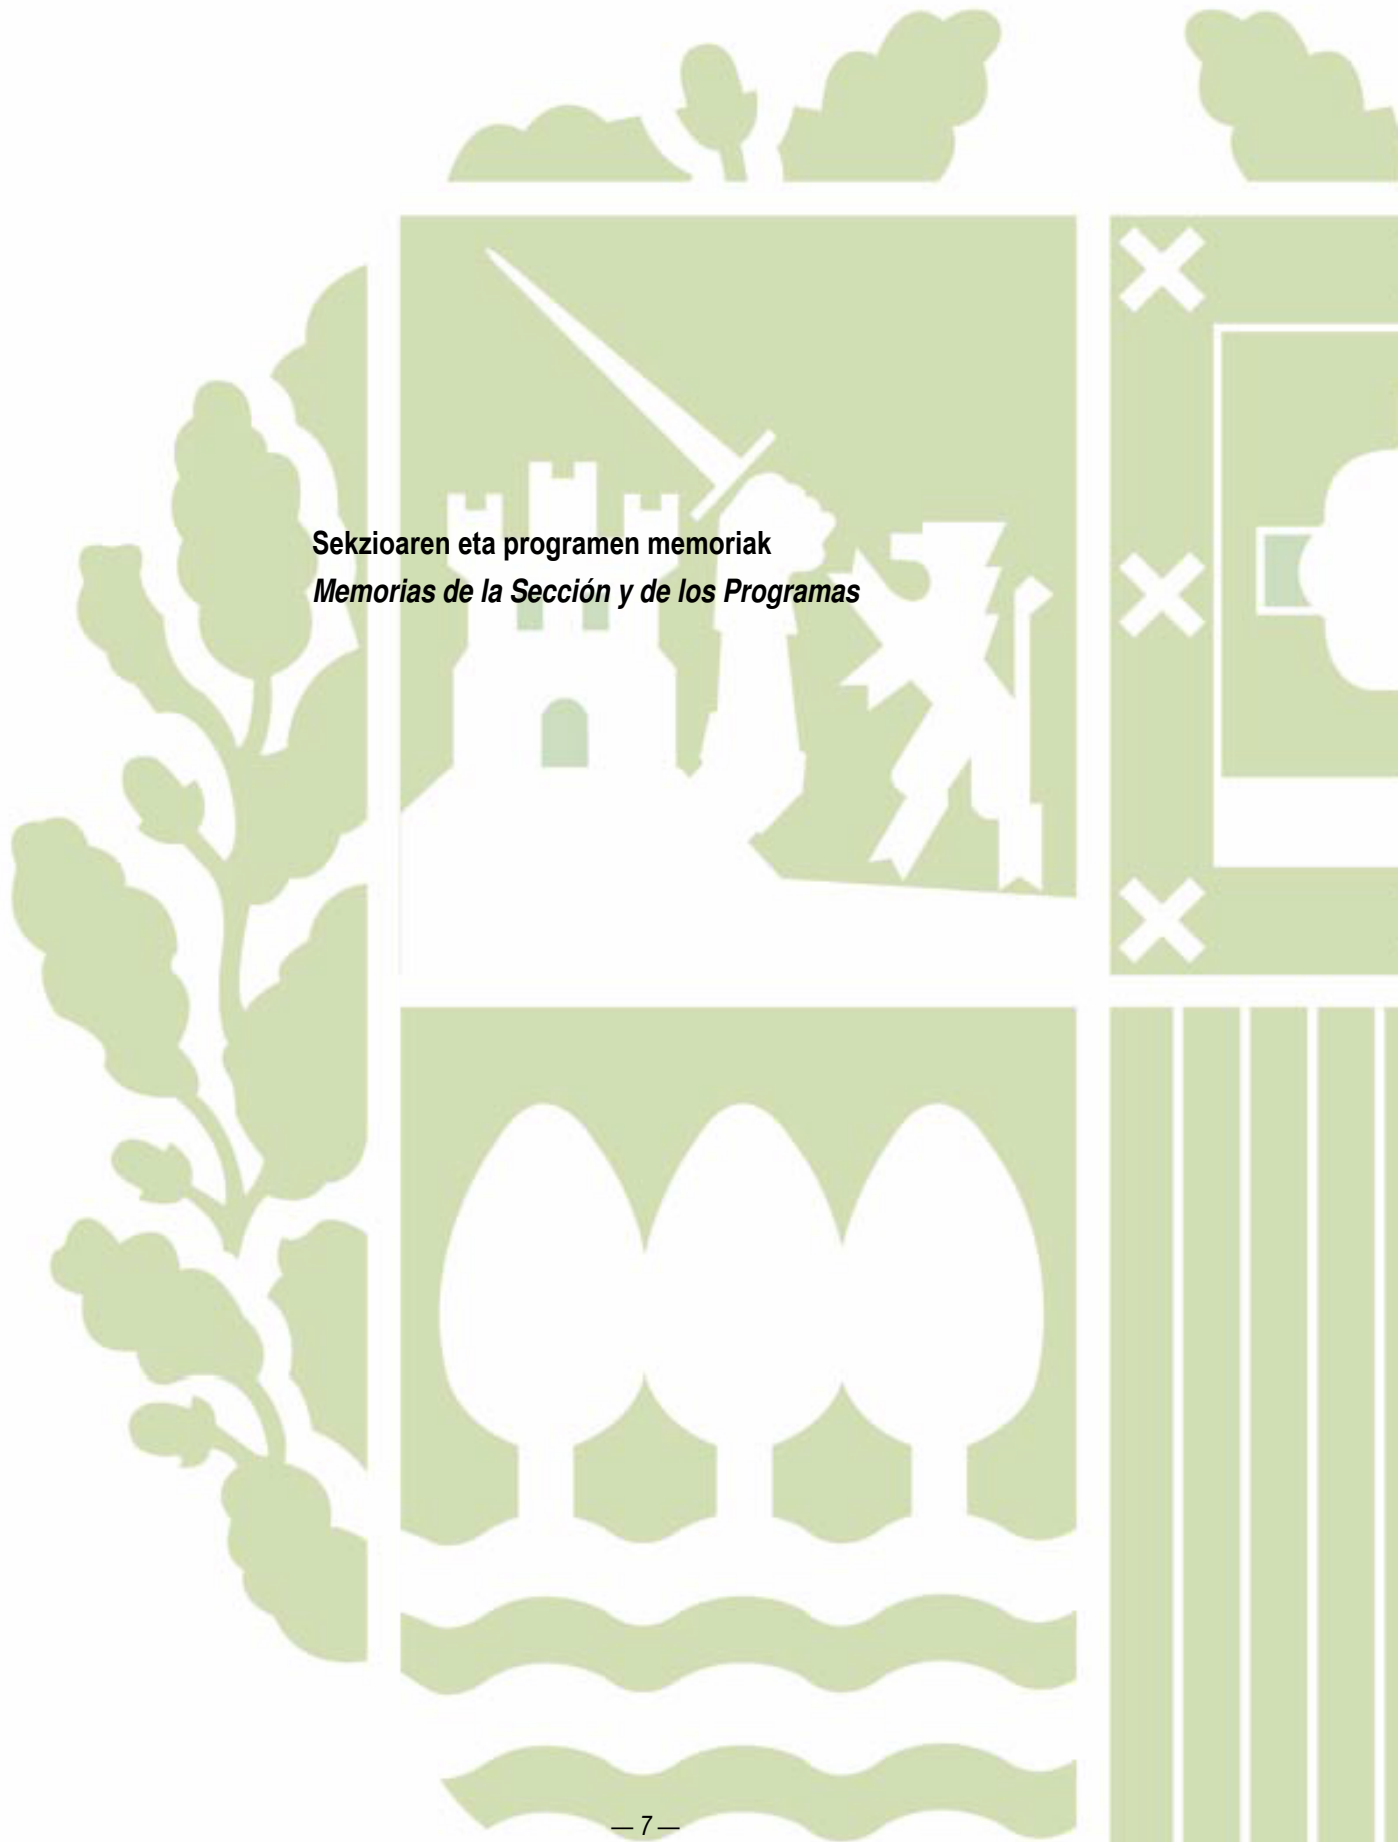 Sekzioaren eta programen memoriak
Memorias de la Sección y de los Programas
— 7 —